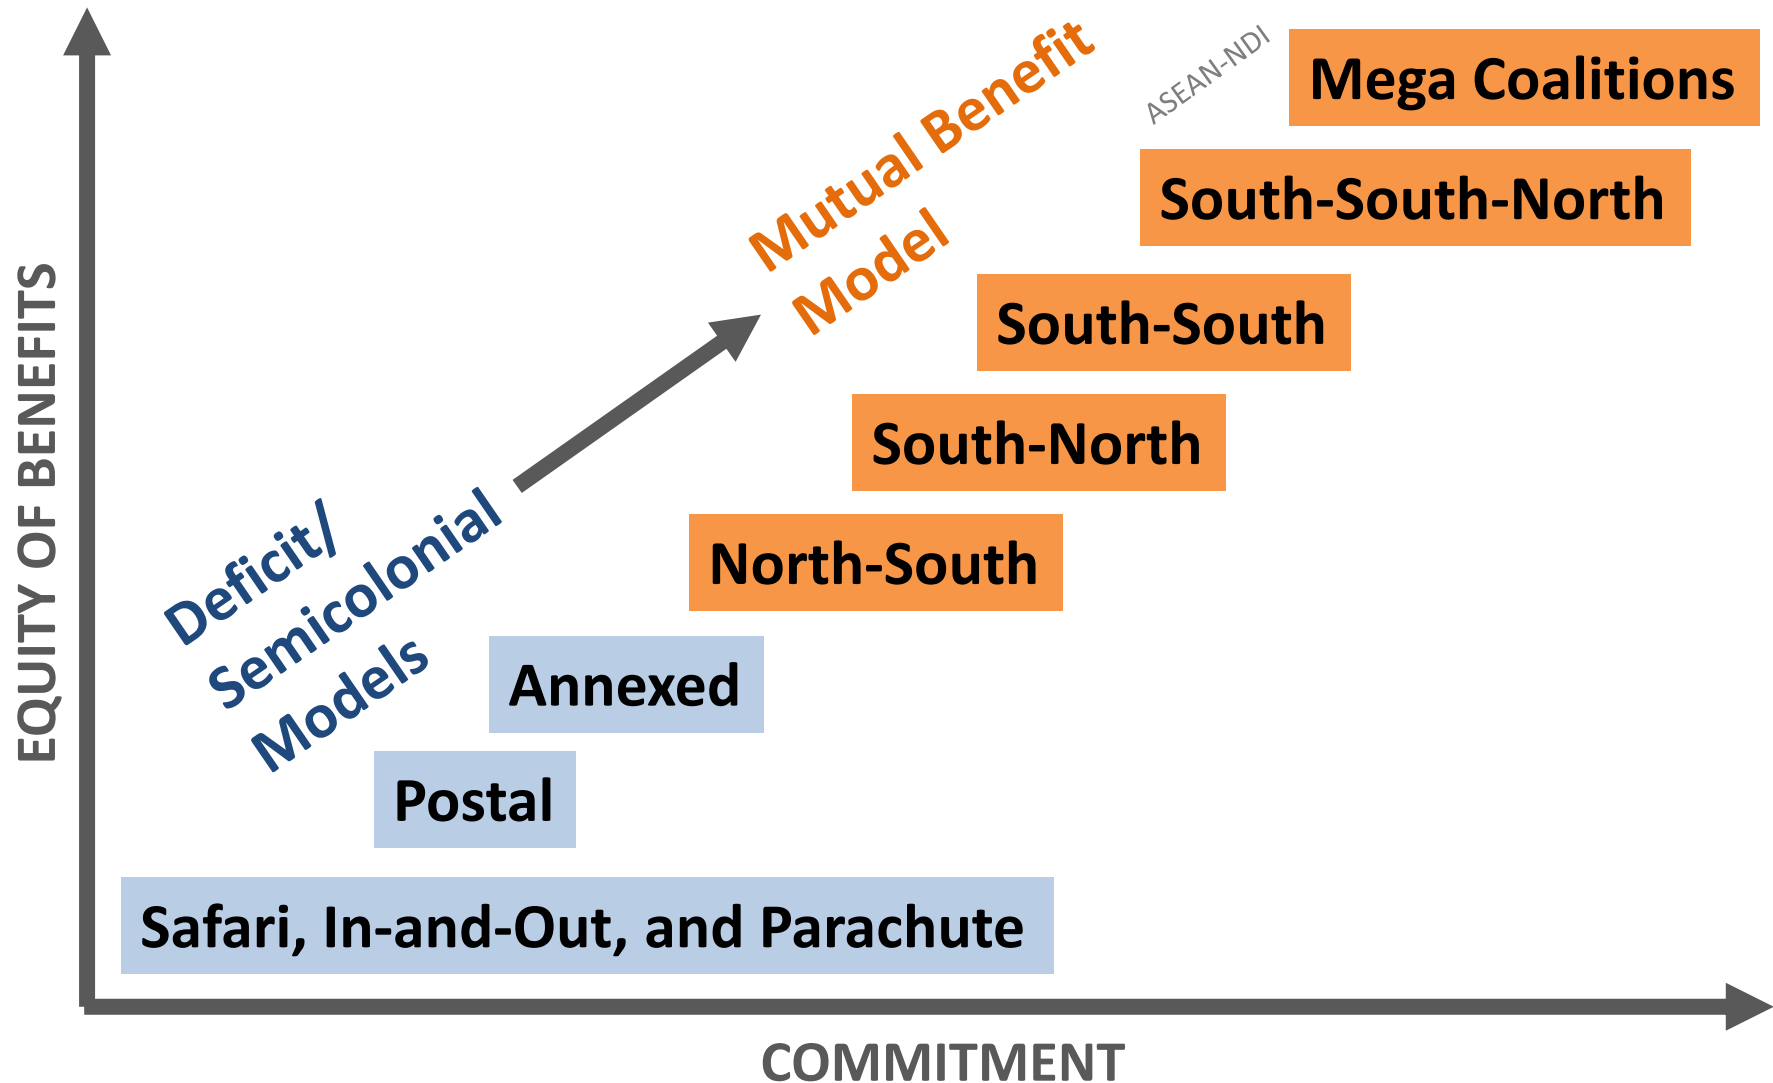 Mutual Benefit
Model
ASEAN-NDI
Mega Coalitions
South-South-North
South-South
South-North
North-South
Deficit/
Semicolonial
Models
Annexed
Postal
Safari, In-and-Out, and Parachute
EQUITY OF BENEFITS
COMMITMENT